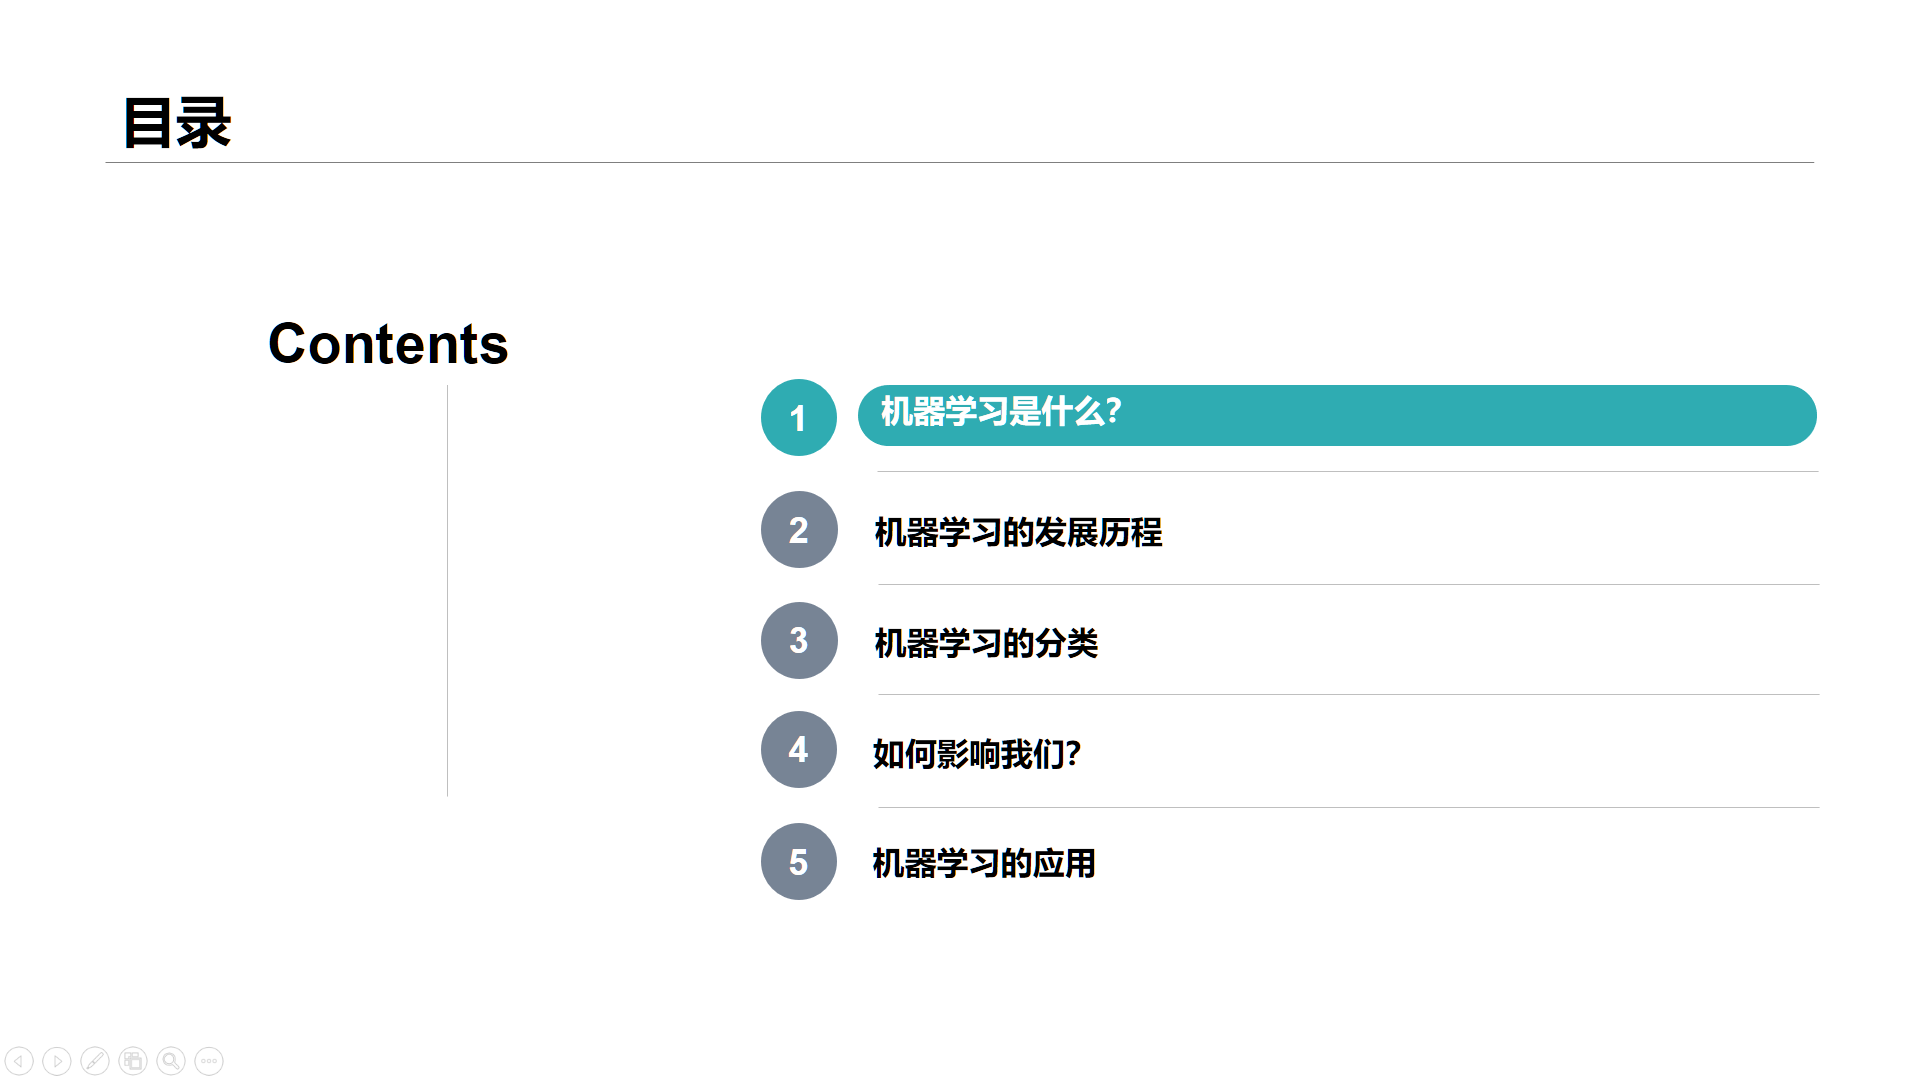 目录
Contents
1 机器学习是什么?
2 机器学习的发展历程
3 机器学习的分类
4 如何影响我们?
5 机器学习的应用